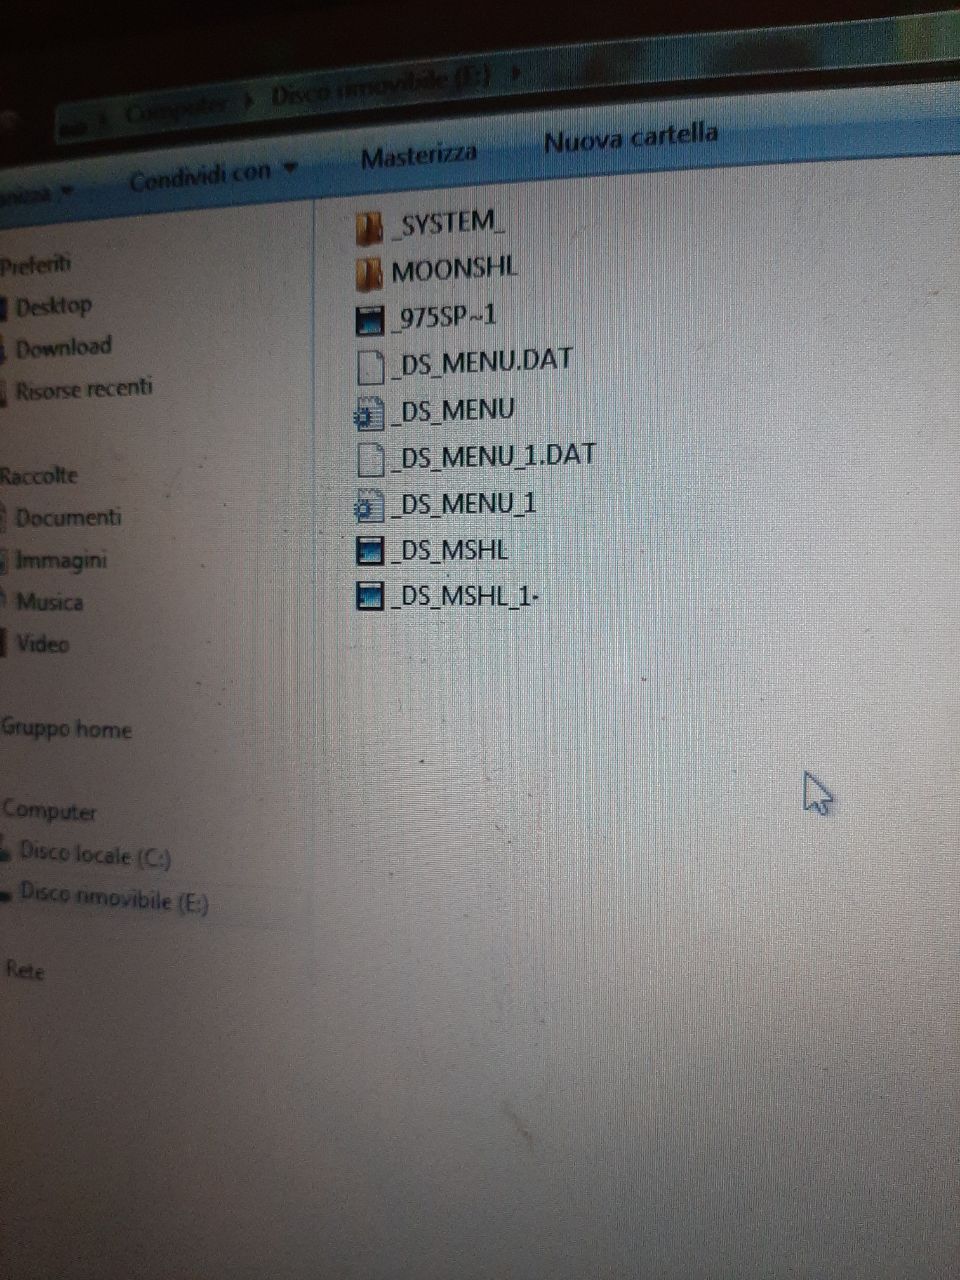 Computer Disco rimovibile (E:)
Condividi con Masterizza Nuova cartella
Preferiti
Desktop
Download
Risorse recenti
Raccolte
Documenti
Immagini
Musica
Video
Gruppo home
Computer
Disco locale (C:)
Disco rimovibile (E:)
Rete
_SYSTEM_
MOONSHL
_975SP~1
_DS_MENU.DAT
_DS_MENU
_DS_MENU_1.DAT
_DS_MENU_1
_DS_MSHL
_DS_MSHL_1-